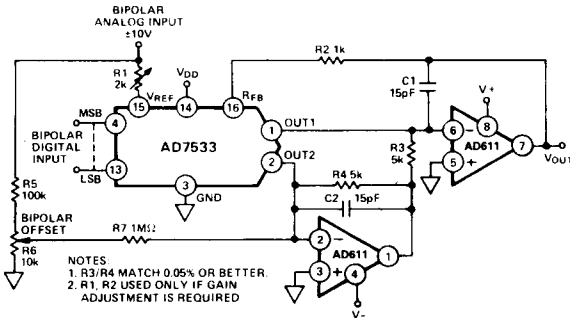 BIPOLAR
ANALOG INPUT
±10V
R1
2k
VDD
R2 1k
C1
15pF
V+
15
VREF
14
16
RFB
MSB
4
BIPOLAR
DIGITAL
INPUT
AD7533
1
OUT1
2
OUT2
13
LSB
3
GND
R3
5k
6
−
8
AD611
7
VOUT
5
+
R4 5k
C2
15pF
R5
100k
BIPOLAR
OFFSET
R6
10k
R7 1MΩ
2
−
AD611
1
3
+
4
V−
NOTES:
1. R3/R4 MATCH 0.05% OR BETTER.
2. R1, R2 USED ONLY IF GAIN
ADJUSTMENT IS REQUIRED